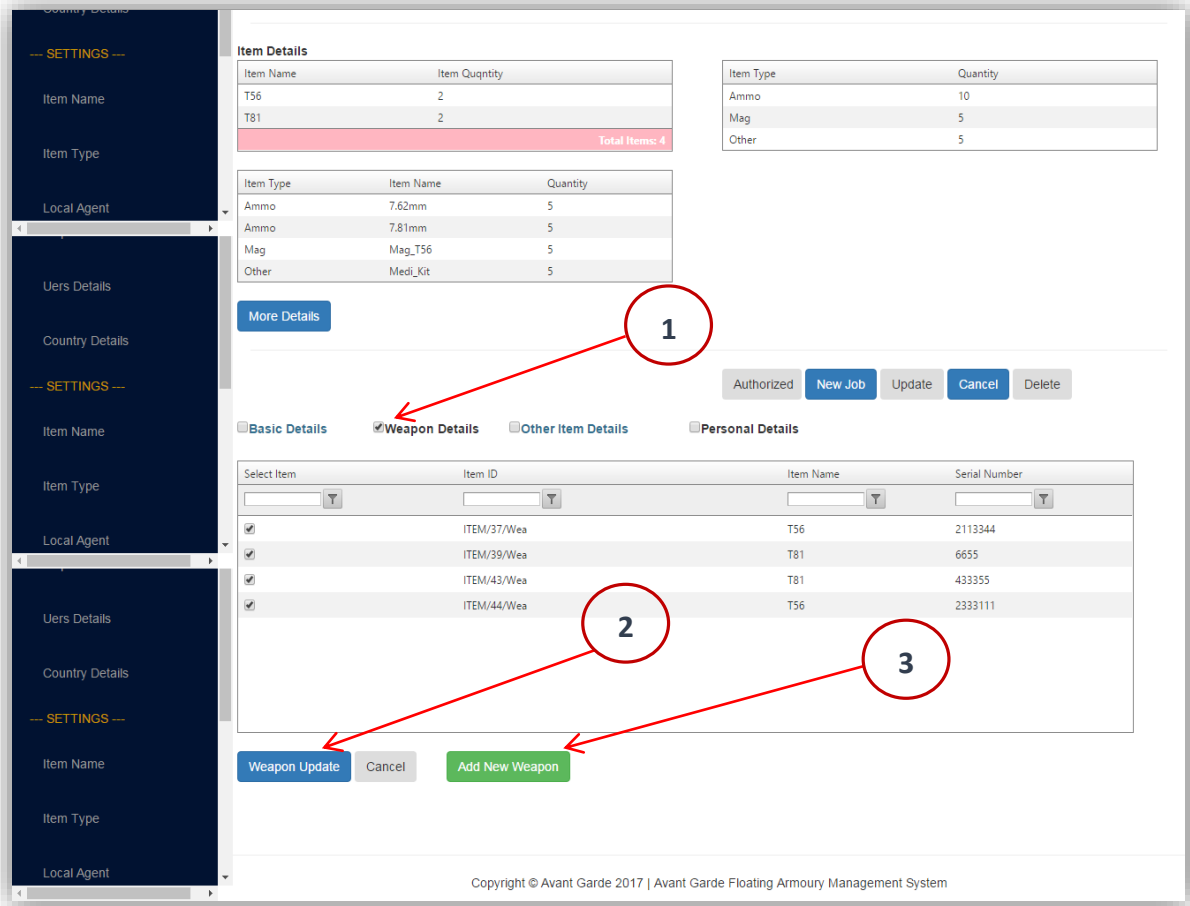 Country Details
--- SETTINGS ---
Item Name
Item Type
Local Agent
Uers Details
Country Details
--- SETTINGS ---
Item Name
Item Type
Local Agent
Uers Details
Country Details
--- SETTINGS ---
Item Name
Item Type
Local Agent
Item Details
Item Name Item Quqntity
T56 2
T81 2
Total Items: 4
Item Type Quantity
Ammo 10
Mag 5
Other 5
Item Type Item Name Quantity
Ammo 7.62mm 5
Ammo 7.81mm 5
Mag Mag_T56 5
Other Medi_Kit 5
More Details
1
Authorized New Job Update Cancel Delete
Basic Details Weapon Details Other Item Details Personal Details
Select Item Item ID Item Name Serial Number
ITEM/37/Wea T56 2113344
ITEM/39/Wea T81 6655
ITEM/43/Wea T81 433355
ITEM/44/Wea T56 2333111
2
3
Weapon Update Cancel Add New Weapon
Copyright © Avant Garde 2017 | Avant Garde Floating Armoury Management System